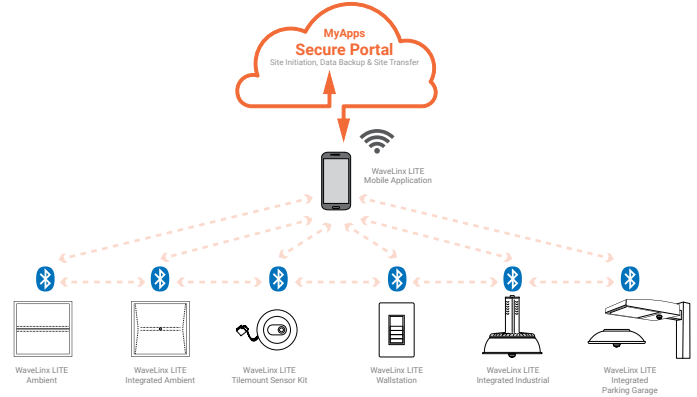 MyApps
Secure Portal
Site Initiation, Data Backup & Site Transfer
WaveLinx LITE
Mobile Application
WaveLinx LITE
Ambient
WaveLinx LITE
Integrated Ambient
WaveLinx LITE
Tilemount Sensor Kit
WaveLinx LITE
Wallstation
WaveLinx LITE
Integrated Industrial
WaveLinx LITE
Integrated
Parking Garage